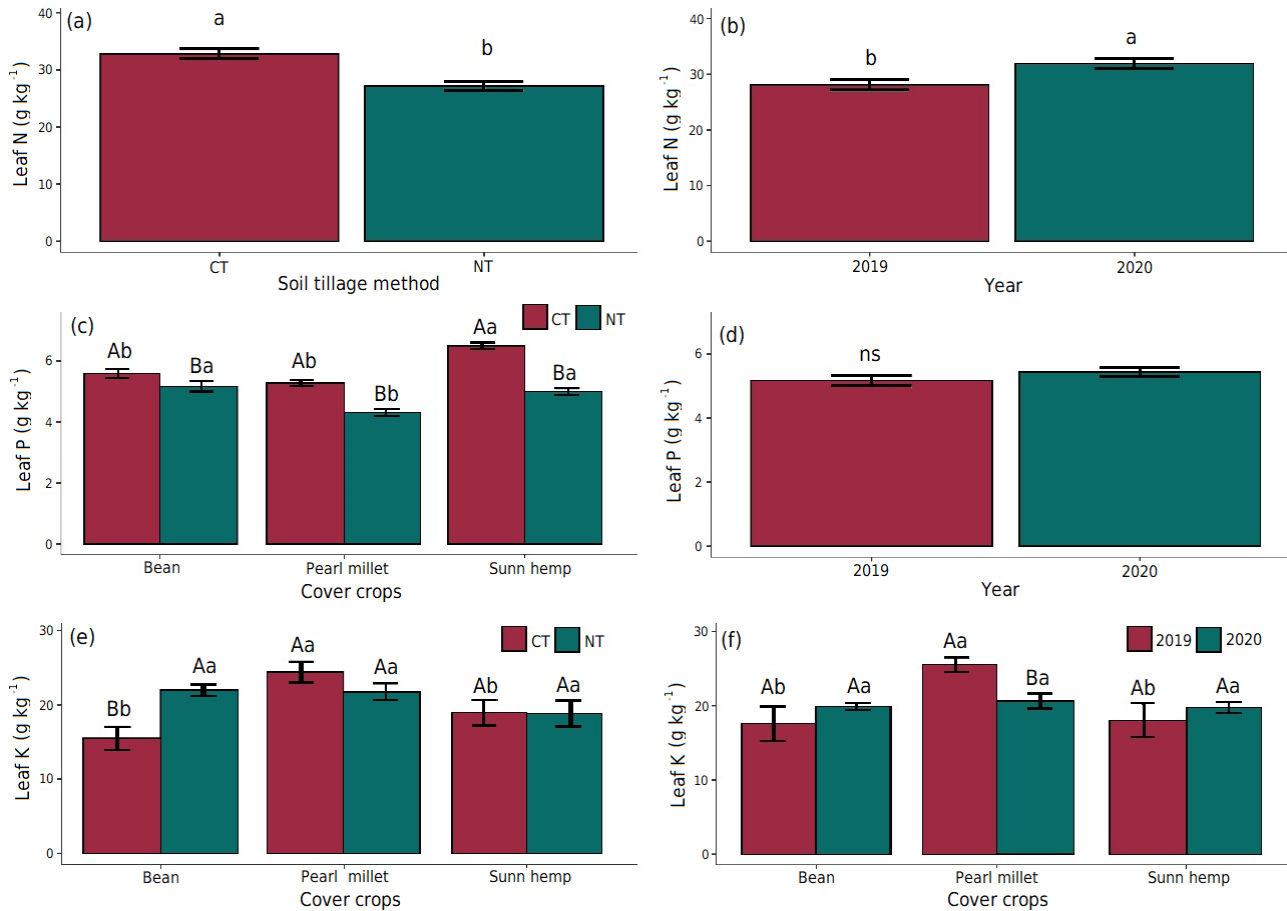 (a)
a
b
Leaf N (g kg⁻¹)
40
30
20
10
0
CT
NT
Soil tillage method
(b)
b
a
Leaf N (g kg⁻¹)
40
30
20
10
0
2019
2020
Year
(c)
CT NT
Ab
Ba
Ab
Bb
Aa
Ba
Leaf P (g kg⁻¹)
6
4
2
0
Bean
Pearl millet
Sunn hemp
Cover crops
(d)
ns
Leaf P (g kg⁻¹)
6
4
2
0
2019
2020
Year
(e)
CT NT
Bb
Aa
Aa
Aa
Ab
Aa
Leaf K (g kg⁻¹)
30
20
10
0
Bean
Pearl millet
Sunn hemp
Cover crops
(f)
2019 2020
Ab
Aa
Aa
Ba
Ab
Aa
Leaf K (g kg⁻¹)
30
20
10
0
Bean
Pearl millet
Sunn hemp
Cover crops